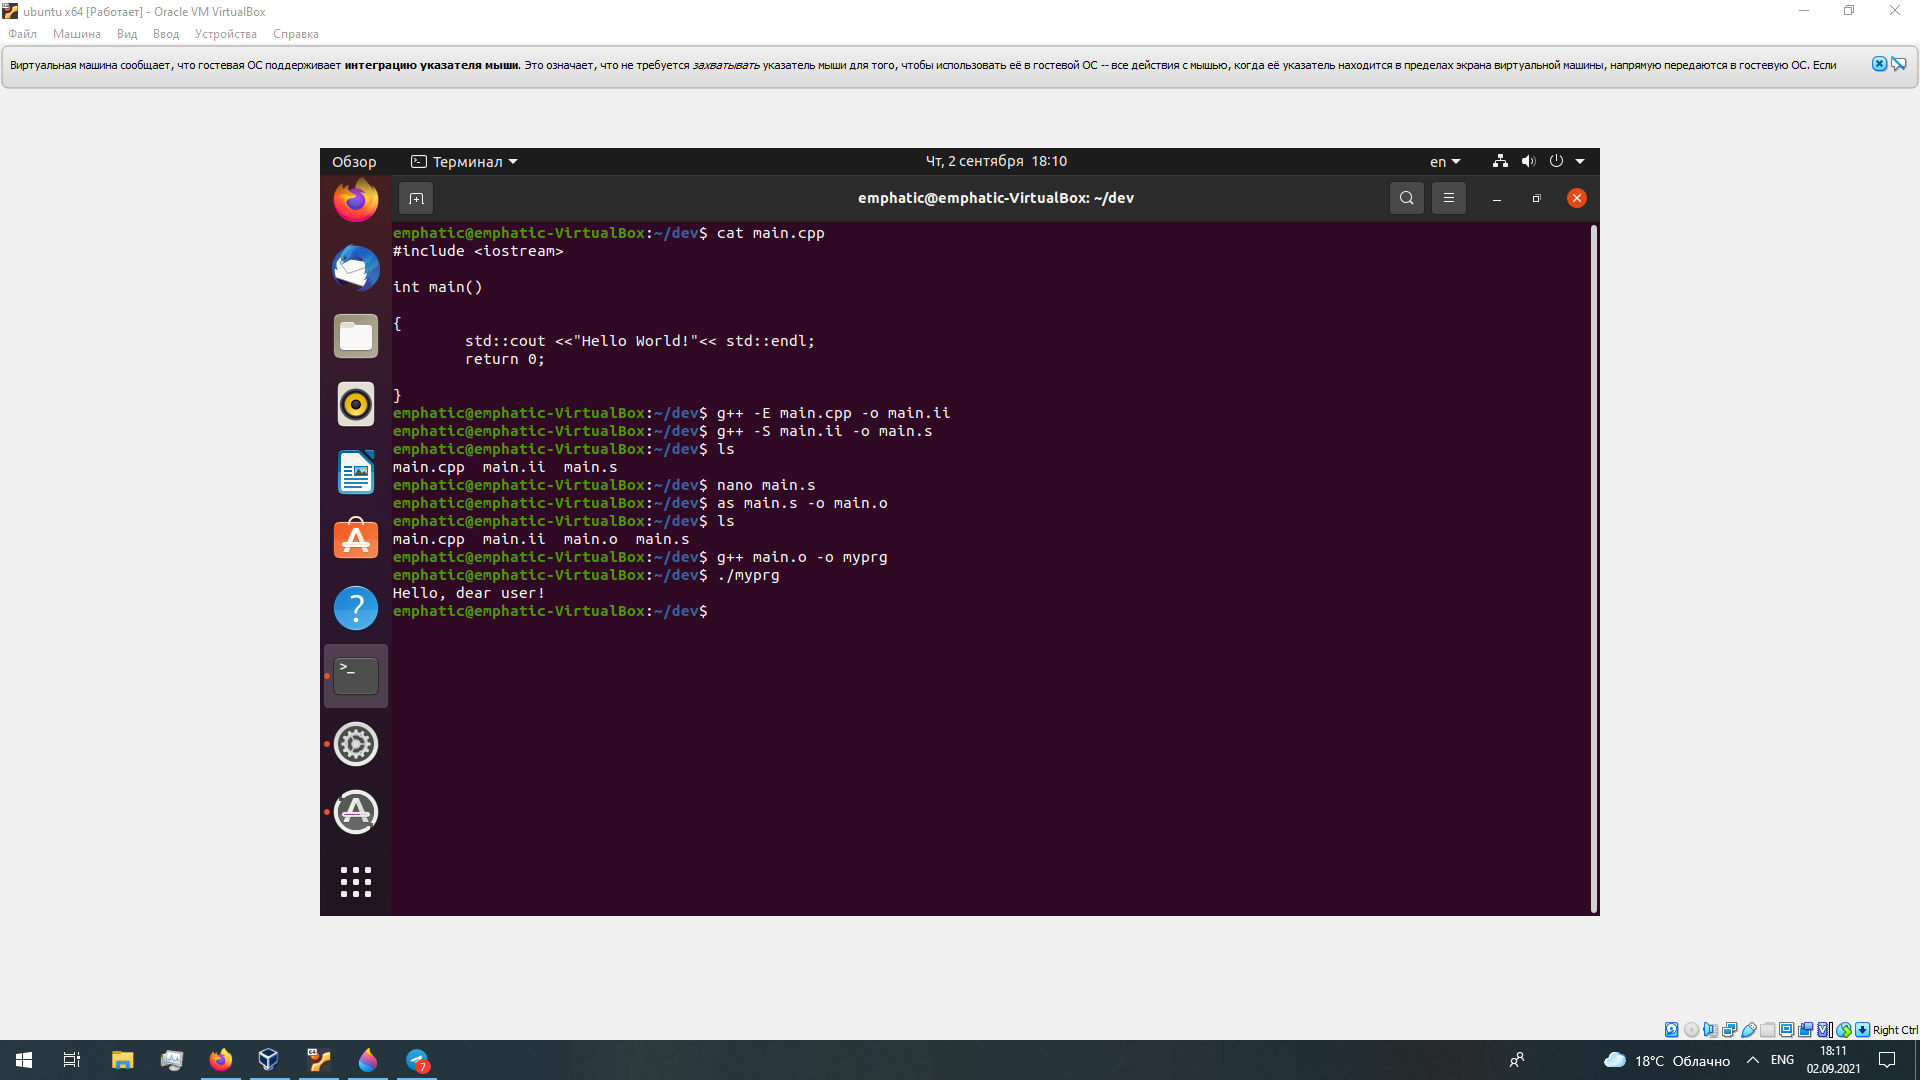 ubuntu x64 [Работает] - Oracle VM VirtualBox
Файл Машина Вид Ввод Устройства Справка
Виртуальная машина сообщает, что гостевая ОС поддерживает интеграцию указателя мыши. Это означает, что не требуется захватывать указатель мыши для того, чтобы использовать её в гостевой ОС -- все действия с мышью, когда её указатель находится в пределах экрана виртуальной машины, напрямую передаются в гостевую ОС. Если
Обзор Терминал Чт, 2 сентября 18:10 en
emphatic@emphatic-VirtualBox: ~/dev
emphatic@emphatic-VirtualBox:~/dev$ cat main.cpp
#include <iostream>
int main()
{
std::cout <<"Hello World!"<< std::endl;
return 0;
}
emphatic@emphatic-VirtualBox:~/dev$ g++ -E main.cpp -o main.ii
emphatic@emphatic-VirtualBox:~/dev$ g++ -S main.ii -o main.s
emphatic@emphatic-VirtualBox:~/dev$ ls
main.cpp main.ii main.s
emphatic@emphatic-VirtualBox:~/dev$ nano main.s
emphatic@emphatic-VirtualBox:~/dev$ as main.s -o main.o
emphatic@emphatic-VirtualBox:~/dev$ ls
main.cpp main.ii main.o main.s
emphatic@emphatic-VirtualBox:~/dev$ g++ main.o -o myprg
emphatic@emphatic-VirtualBox:~/dev$ ./myprg
Hello, dear user!
emphatic@emphatic-VirtualBox:~/dev$
Right Ctrl
7
18°C Облачно ENG 18:11
02.09.2021